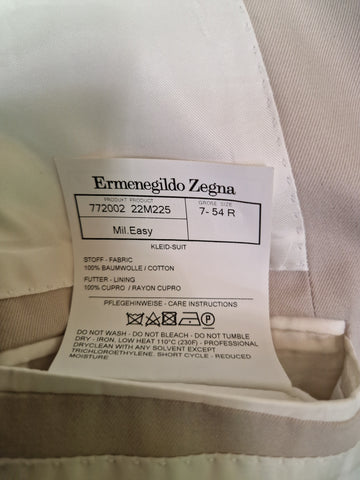 Ermenegildo Zegna
PRODUKT PRODUCT GROSE SIZE
772002 22M225 7- 54 R
Mil.Easy
KLEID-SUIT
STOFF - FABRIC
100% BAUMWOLLE / COTTON
FUTTER - LINING
100% CUPRO / RAYON CUPRO
PFLEGEHINWEISE - CARE INSTRUCTIONS
DO NOT WASH - DO NOT BLEACH - DO NOT TUMBLE
DRY - IRON, LOW HEAT 110°C (230F) - PROFESSIONAL
DRYCLEAN WITH ANY SOLVENT EXCEPT
TRICHLOROETHYLENE, SHORT CYCLE - REDUCED
MOISTURE